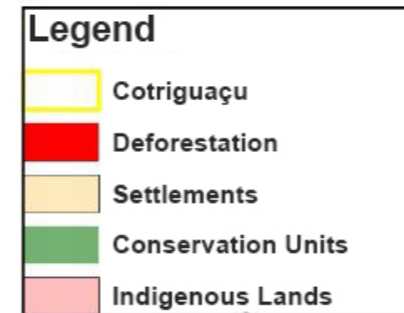 Legend
Cotriguaçu
Deforestation
Settlements
Conservation Units
Indigenous Lands